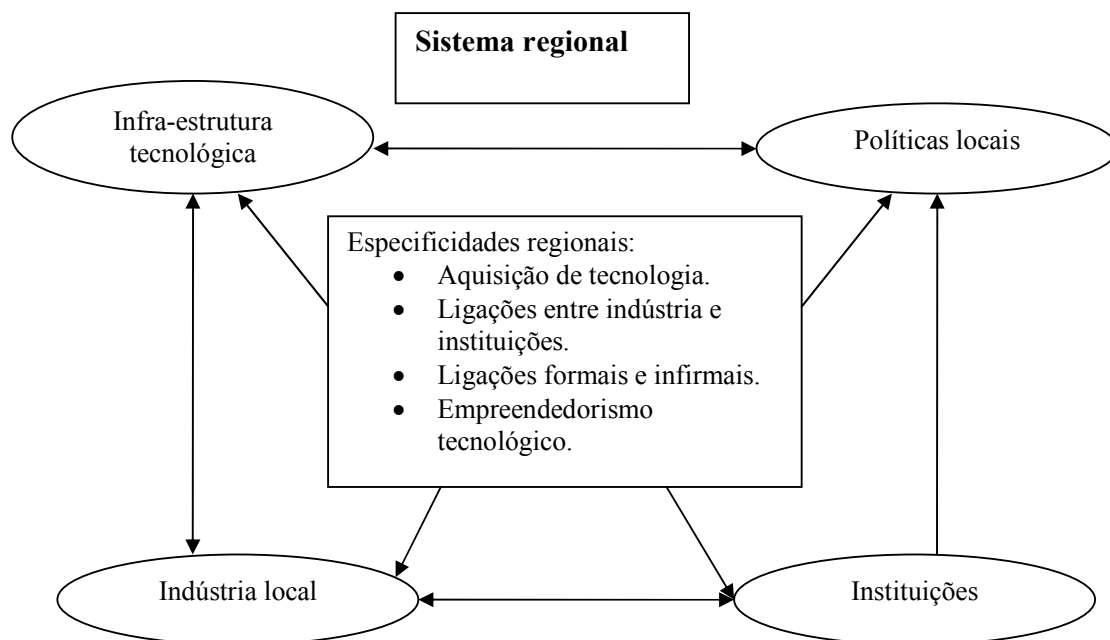 Sistema regional
Infra-estrutura
tecnológica
Políticas locais
Especificidades regionais:
• Aquisição de tecnologia.
• Ligações entre indústria e
instituições.
• Ligações formais e infirmais.
• Empreendedorismo
tecnológico.
Indústria local
Instituições